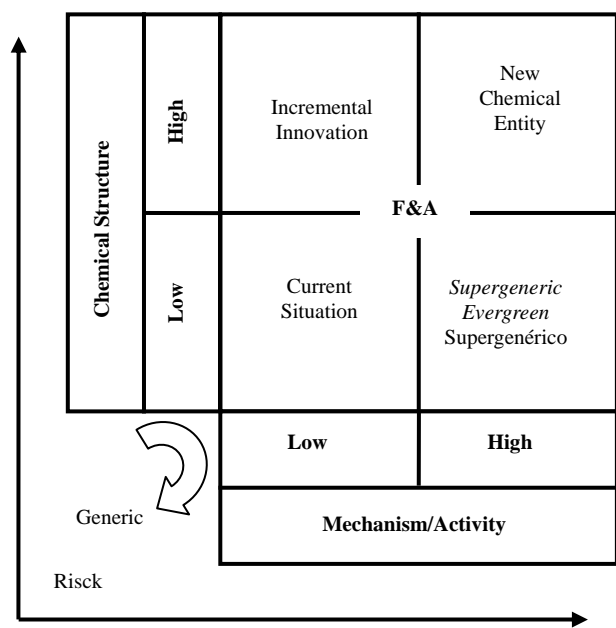 Chemical Structure
High
Low
Incremental
Innovation
New
Chemical
Entity
F&A
Current
Situation
Supergeneric
Evergreen
Supergenérico
Low
High
Mechanism/Activity
Generic
Risck